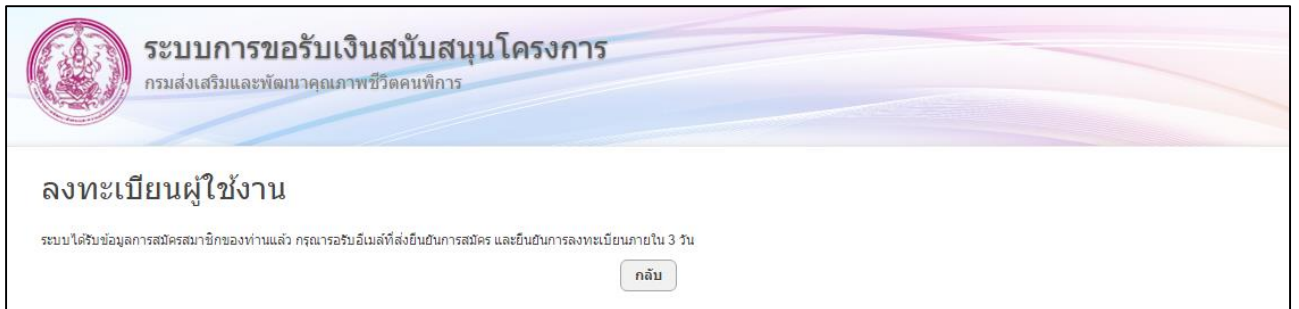 ระบบการขอรับเงินสนับสนุนโครงการ
กรมส่งเสริมและพัฒนาคุณภาพชีวิตคนพิการ
ลงทะเบียนผู้ใช้งาน
ระบบได้รับข้อมูลการสมัครสมาชิกของท่านแล้ว กรุณารอรับอีเมล์ที่ส่งยืนยันการสมัคร และยืนยันการลงทะเบียนภายใน 3 วัน
กลับ